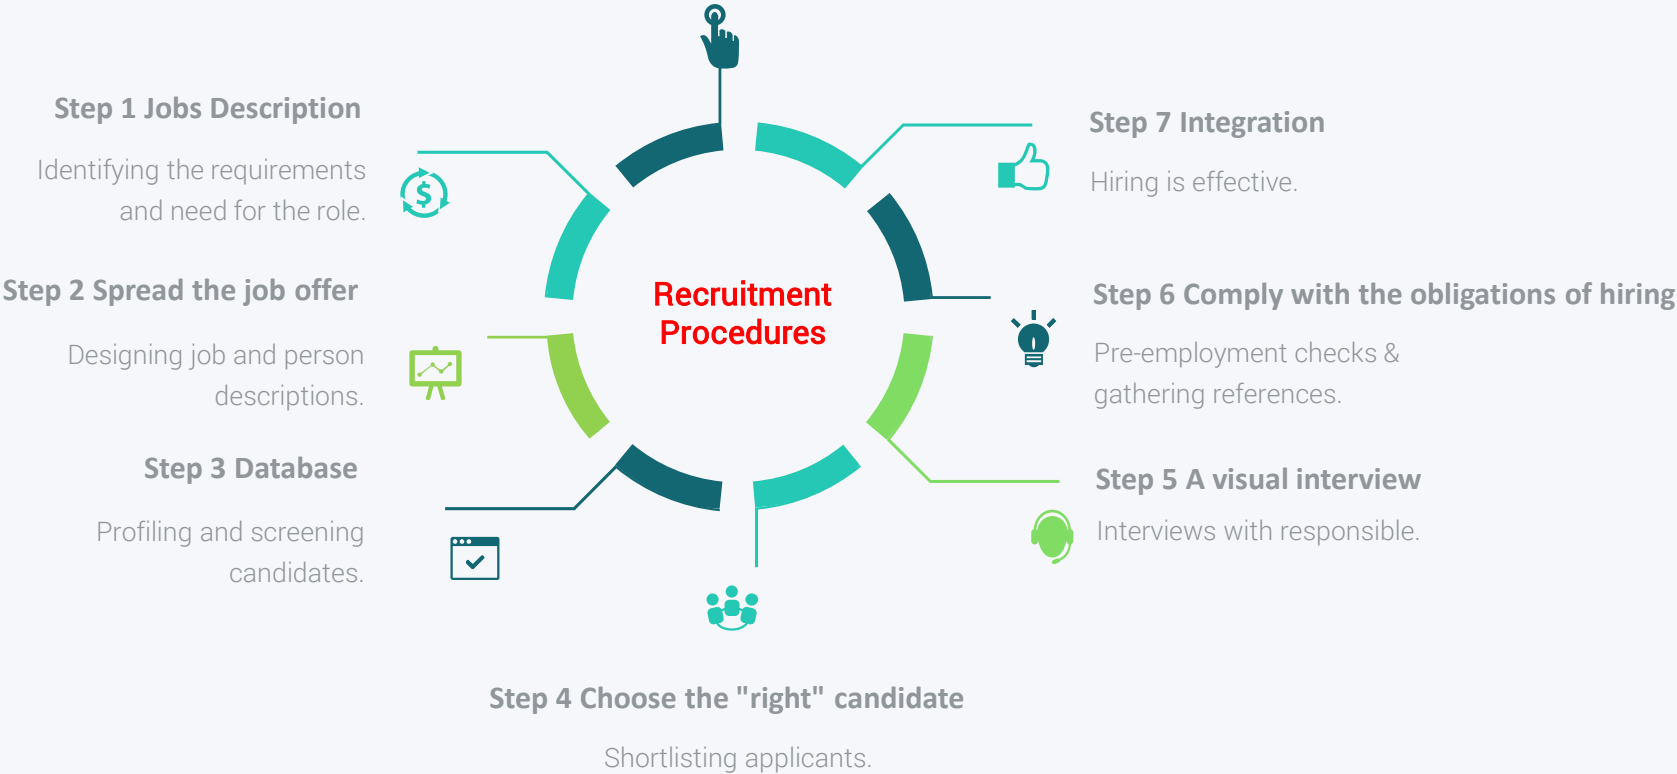 Recruitment
Procedures
Step 1 Jobs Description
Identifying the requirements
and need for the role.
Step 2 Spread the job offer
Designing job and person
descriptions.
Step 3 Database
Profiling and screening
candidates.
Step 4 Choose the "right" candidate
Shortlisting applicants.
Step 5 A visual interview
Interviews with responsible.
Step 6 Comply with the obligations of hiring
Pre-employment checks &
gathering references.
Step 7 Integration
Hiring is effective.
$